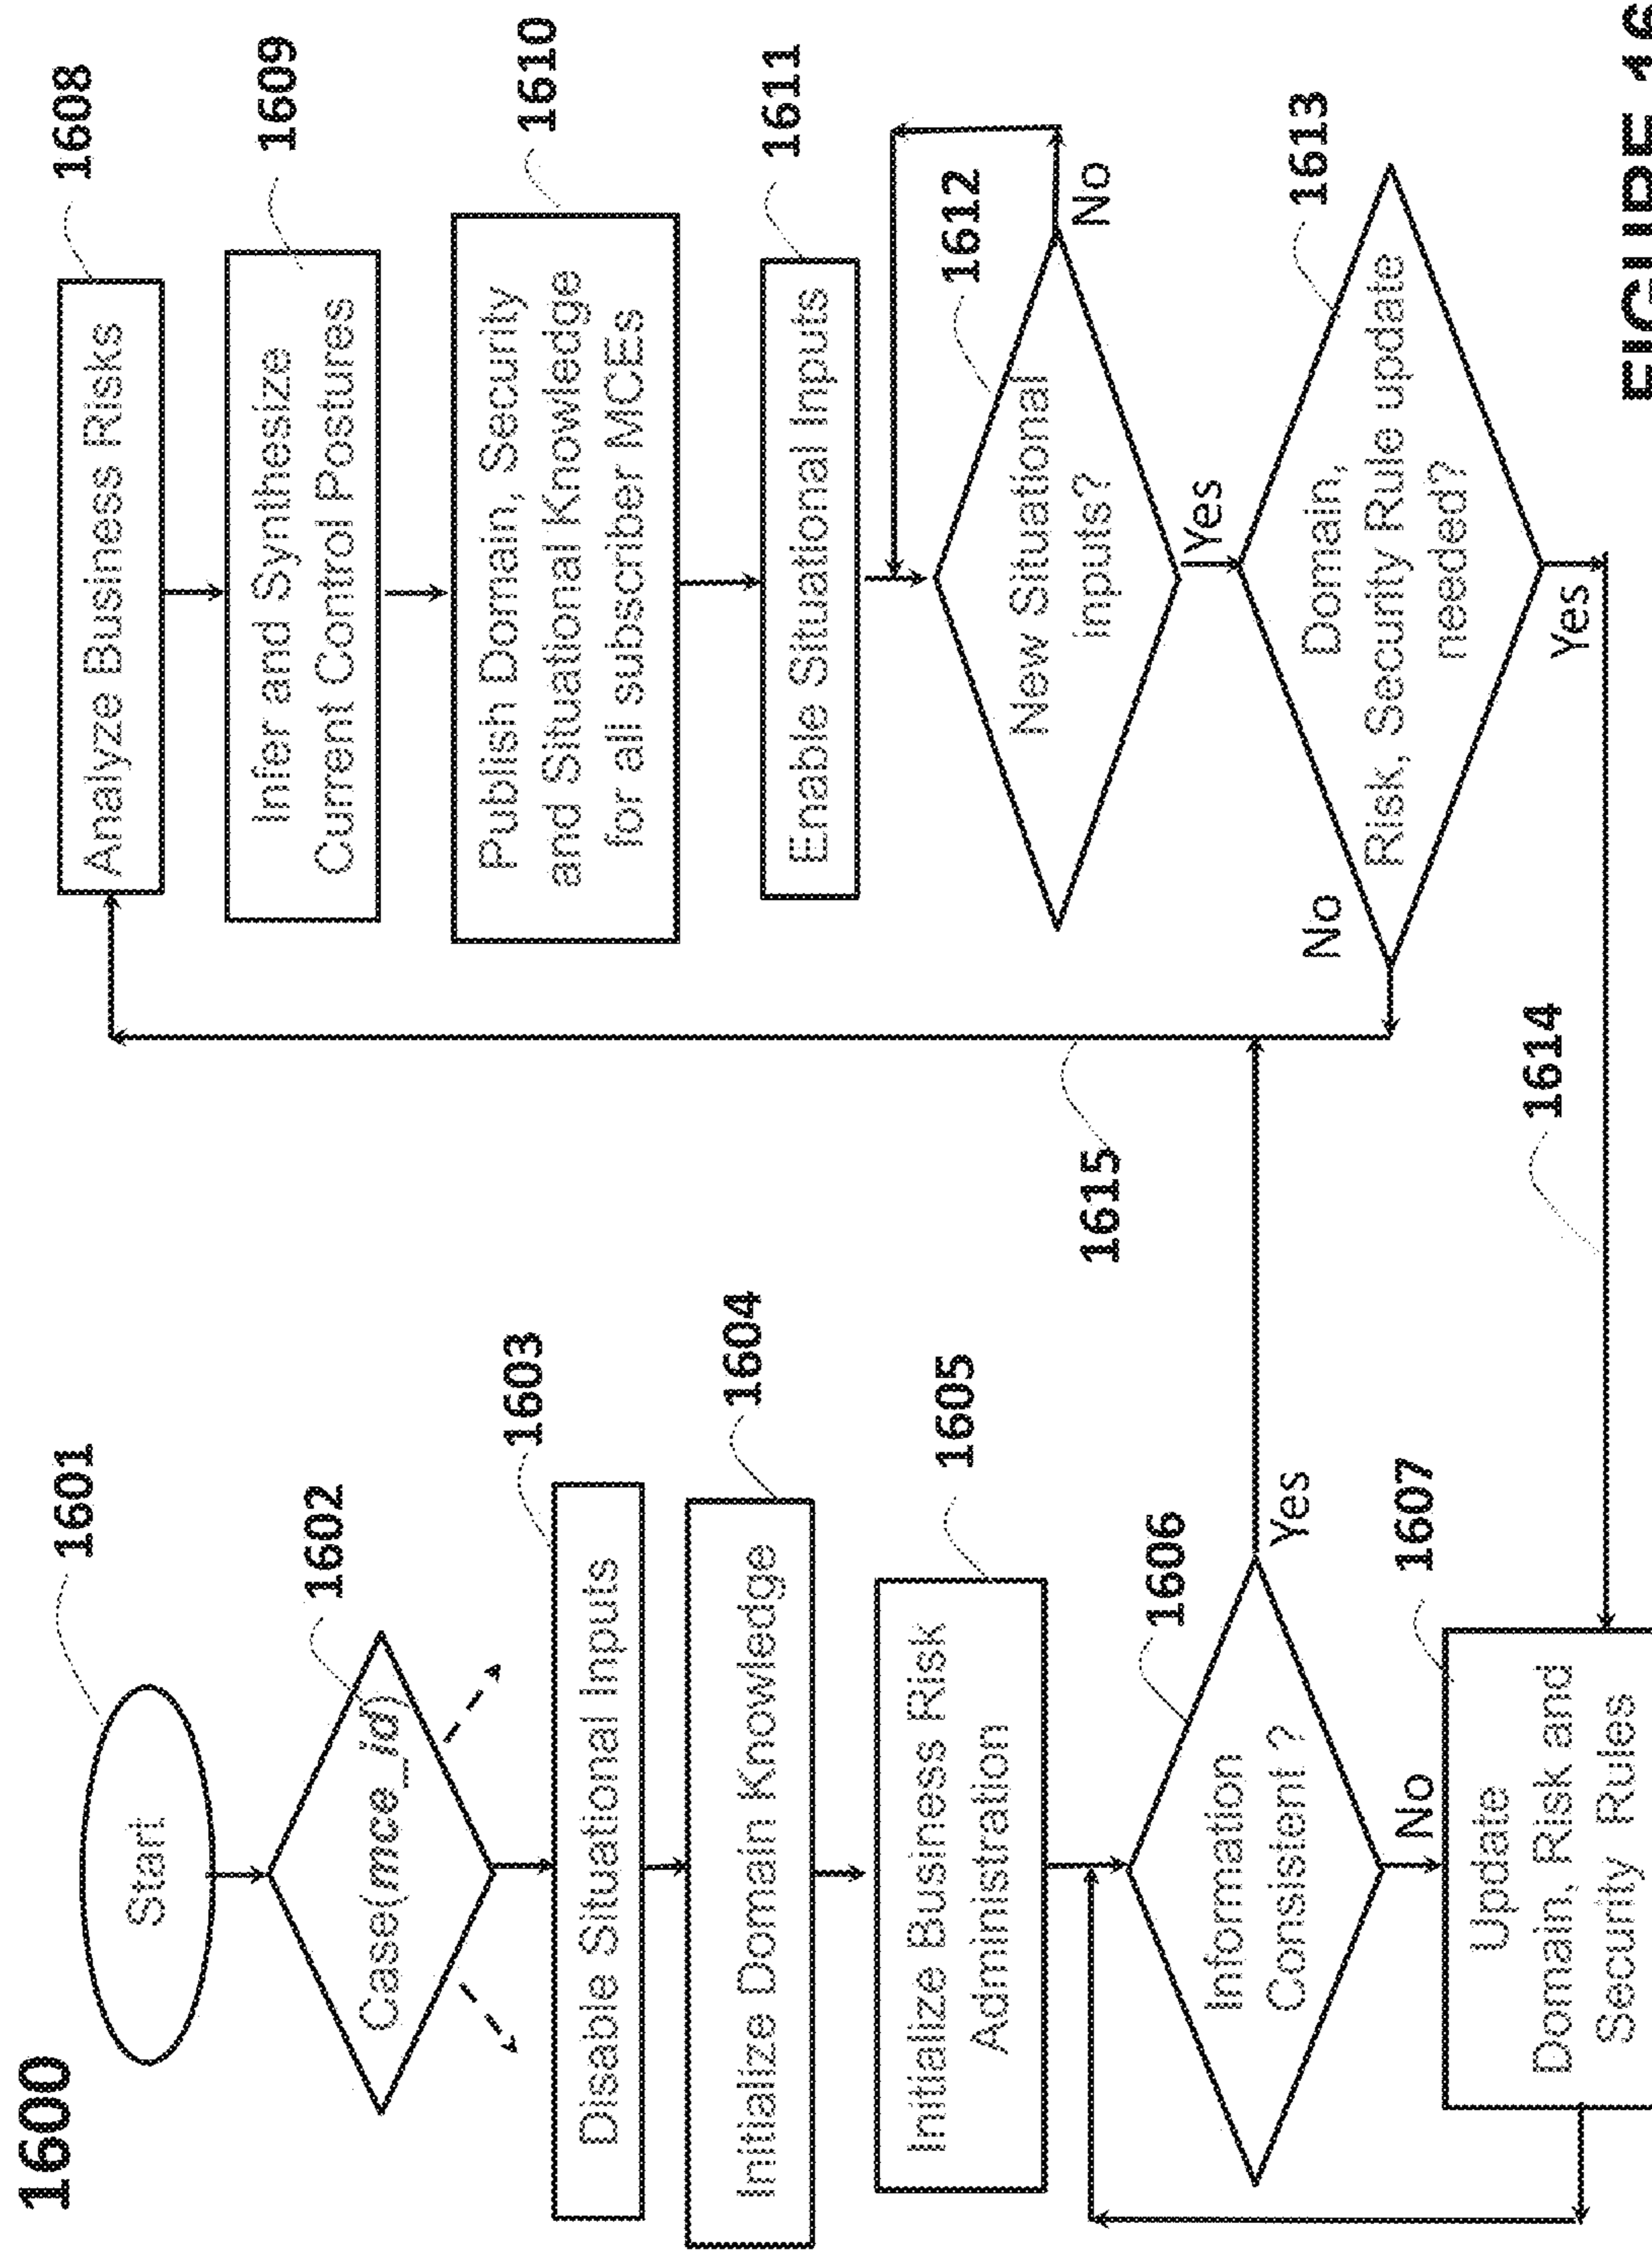 1600
Start
1601
Case(mce_id)
1602
Disable Situational Inputs
1603
Initialize Domain Knowledge
1604
Initialize Business Risk
Administration
1605
Information
Consistent ?
1606
Yes
No
Update
Domain, Risk and
Security Rules
1607
Analyze Business Risks
1608
Infer and Synthesize
Current Control Postures
1609
Publish Domain, Security
and Situational Knowledge
for all subscriber MCEs
1610
Enable Situational Inputs
1611
New Situational
Inputs?
1612
No
Yes
Domain,
Risk, Security Rule update
needed?
1613
No
Yes
1614
1615
FIGURE 16